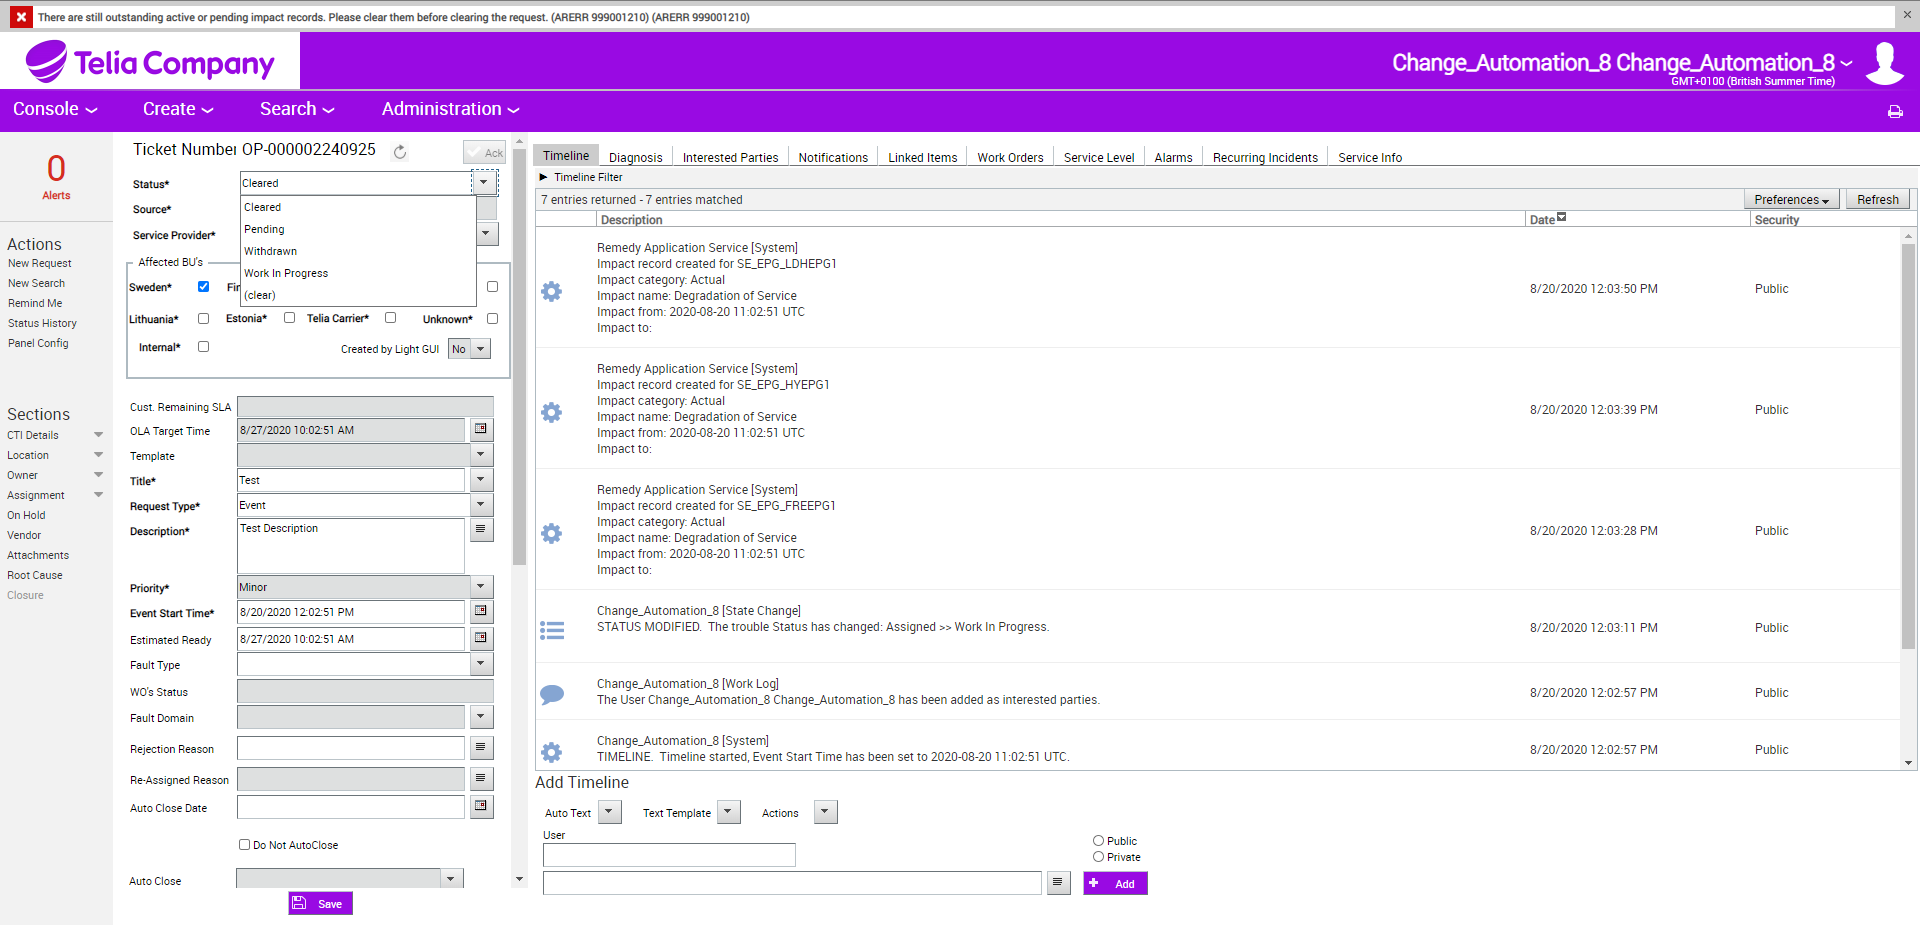 There are still outstanding active or pending impact records. Please clear them before clearing the request. (ARERR 999001210) (ARERR 999001210)
Telia Company
Change_Automation_8 Change_Automation_8
GMT+0100 (British Summer Time)
Console
Create
Search
Administration
0
Alerts
Actions
New Request
New Search
Remind Me
Status History
Panel Config
Sections
CTI Details
Location
Owner
Assignment
On Hold
Vendor
Attachments
Root Cause
Closure
Ticket Number OP-000002240925
Ack
Status* Cleared
Source*
Service Provider*
Cleared
Pending
Withdrawn
Work In Progress
(clear)
Affected BU's
Sweden*
Lithuania* Estonia* Telia Carrier* Unknown*
Internal* Created by Light GUI No
Cust. Remaining SLA
OLA Target Time 8/27/2020 10:02:51 AM
Template
Title* Test
Request Type* Event
Description* Test Description
Priority* Minor
Event Start Time* 8/20/2020 12:02:51 PM
Estimated Ready 8/27/2020 10:02:51 AM
Fault Type
WO's Status
Fault Domain
Rejection Reason
Re-Assigned Reason
Auto Close Date
Do Not AutoClose
Auto Close
Save
Timeline Diagnosis Interested Parties Notifications Linked Items Work Orders Service Level Alarms Recurring Incidents Service Info
Timeline Filter
7 entries returned - 7 entries matched Preferences Refresh
Description Date Security
Remedy Application Service [System]
Impact record created for SE_EPG_LDHEPG1
Impact category: Actual
Impact name: Degradation of Service
Impact from: 2020-08-20 11:02:51 UTC
Impact to:
8/20/2020 12:03:50 PM Public
Remedy Application Service [System]
Impact record created for SE_EPG_HYEPG1
Impact category: Actual
Impact name: Degradation of Service
Impact from: 2020-08-20 11:02:51 UTC
Impact to:
8/20/2020 12:03:39 PM Public
Remedy Application Service [System]
Impact record created for SE_EPG_FREEPG1
Impact category: Actual
Impact name: Degradation of Service
Impact from: 2020-08-20 11:02:51 UTC
Impact to:
8/20/2020 12:03:28 PM Public
Change_Automation_8 [State Change]
STATUS MODIFIED. The trouble Status has changed: Assigned >> Work In Progress.
8/20/2020 12:03:11 PM Public
Change_Automation_8 [Work Log]
The User Change_Automation_8 Change_Automation_8 has been added as interested parties.
8/20/2020 12:02:57 PM Public
Change_Automation_8 [System]
TIMELINE. Timeline started, Event Start Time has been set to 2020-08-20 11:02:51 UTC.
8/20/2020 12:02:57 PM Public
Add Timeline
Auto Text Text Template Actions
User
Public
Private
Add